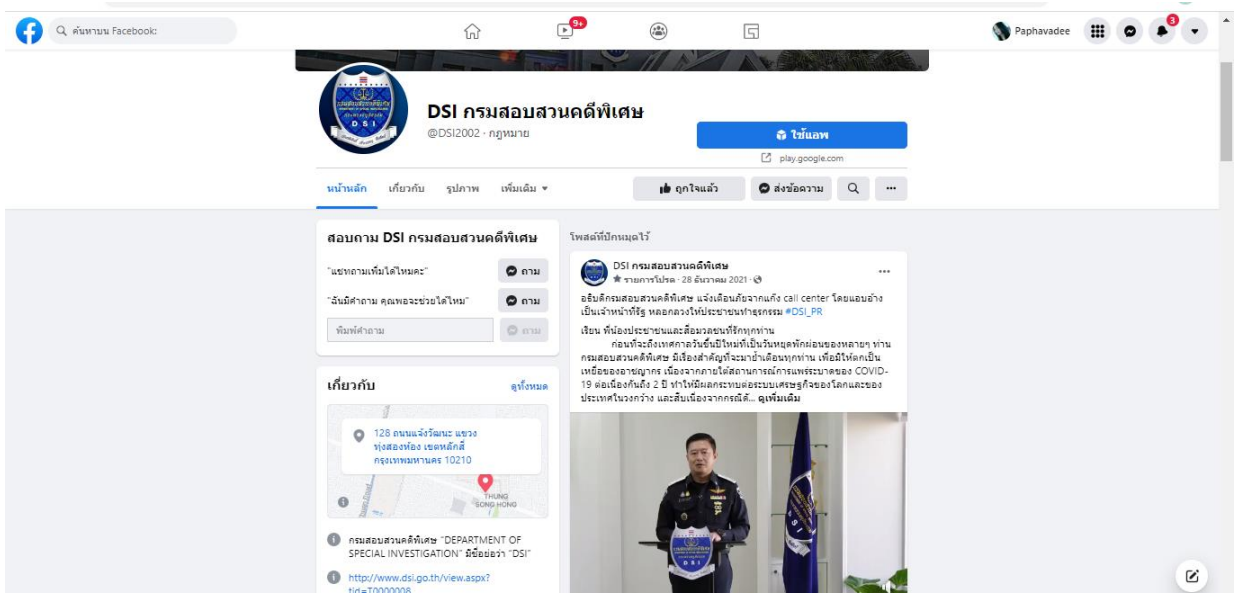 ค้นหาบน Facebook:
9+
Paphavadee
3
DSI กรมสอบสวนคดีพิเศษ
@DSI2002 · กฎหมาย
ใช้แอพ
play.google.com
หน้าหลัก
เกี่ยวกับ
รูปภาพ
เพิ่มเติม
ถูกใจแล้ว
ส่งข้อความ
สอบถาม DSI กรมสอบสวนคดีพิเศษ
"แชทถามเพิ่มได้ไหมคะ"
ถาม
"ฉันมีคำถาม คุณพอจะช่วยได้ไหม"
ถาม
พิมพ์คำถาม
ถาม
เกี่ยวกับ
ดูทั้งหมด
128 ถนนแจ้งวัฒนะ แขวง
ทุ่งสองห้อง เขตหลักสี่
กรุงเทพมหานคร 10210
THUNG
SONG HONG
กรมสอบสวนคดีพิเศษ "DEPARTMENT OF
SPECIAL INVESTIGATION" มีชื่อย่อว่า "DSI"
http://www.dsi.go.th/view.aspx?
tid=T0000008
โพสต์ที่ปักหมุดไว้
DSI กรมสอบสวนคดีพิเศษ
รายการโปรด · 28 ธันวาคม 2021 ·
อธิบดีกรมสอบสวนคดีพิเศษ แจ้งเตือนภัยจากแก๊ง call center โดยแอบอ้าง
เป็นเจ้าหน้าที่รัฐ หลอกลวงให้ประชาชนทำธุรกรรม #DSI_PR
เรียน พี่น้องประชาชนและสื่อมวลชนที่รักทุกท่าน
ก่อนที่จะถึงเทศกาลวันขึ้นปีใหม่ที่เป็นวันหยุดพักผ่อนของหลายๆ ท่าน
กรมสอบสวนคดีพิเศษ มีเรื่องสำคัญที่จะมาย้ำเตือนทุกท่าน เพื่อมิให้ตกเป็น
เหยื่อของอาชญากร เนื่องจากภายใต้สถานการณ์การแพร่ระบาดของ COVID-
19 ต่อเนื่องกันถึง 2 ปี ทำให้มีผลกระทบต่อระบบเศรษฐกิจของโลกและของ
ประเทศในวงกว้าง และสืบเนื่องจากกรณีดั... ดูเพิ่มเติม
DSI